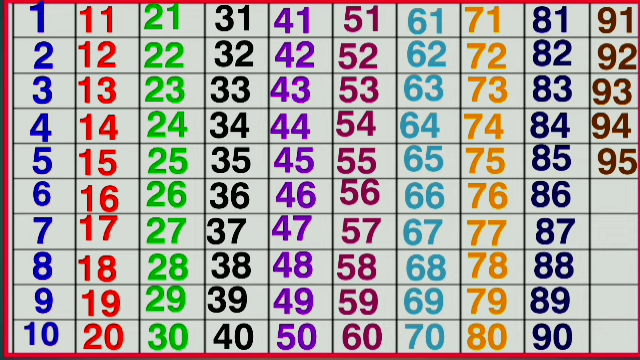 1 11 21 31 41 51 61 71 81 91
2 12 22 32 42 52 62 72 82 92
3 13 23 33 43 53 63 73 83 93
4 14 24 34 44 54 64 74 84 94
5 15 25 35 45 55 65 75 85 95
6 16 26 36 46 56 66 76 86
7 17 27 37 47 57 67 77 87
8 18 28 38 48 58 68 78 88
9 19 29 39 49 59 69 79 89
10 20 30 40 50 60 70 80 90